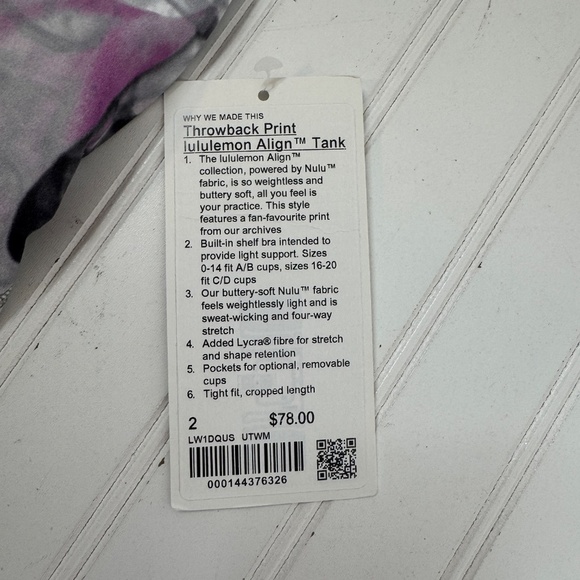 WHY WE MADE THIS
Throwback Print
lululemon Align™ Tank
1. The lululemon Align™
collection, powered by Nulu™
fabric, is so weightless and
buttery soft, all you feel is
your practice. This style
features a fan-favourite print
from our archives
2. Built-in shelf bra intended to
provide light support. Sizes
0-14 fit A/B cups, sizes 16-20
fit C/D cups
3. Our buttery-soft Nulu™ fabric
feels weightlessly light and is
sweat-wicking and four-way
stretch
4. Added Lycra® fibre for stretch
and shape retention
5. Pockets for optional, removable
cups
6. Tight fit, cropped length
2 $78.00
LW1DQUS UTWM
000144376326